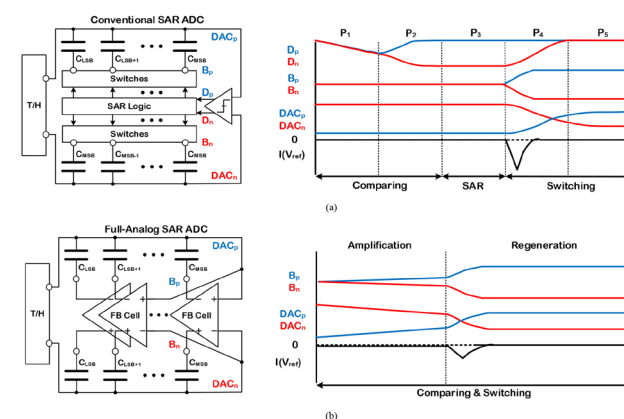 Conventional SAR ADC
DACp
CLSB CLSB+1 ••• CMSB
Switches Bp
Dp
T/H SAR Logic
Dn
Switches Bn
CMSB CMSB-1 ••• CMSB
DACn
P1 P2 P3 P4 P5
Dp
Dn
Bp
Bn
DACp
DACn
0
I(Vref)
Comparing SAR Switching
(a)
Full-Analog SAR ADC
DACp
CLSB CLSB+1 ••• CMSB
Bp
T/H FB Cell ••• FB Cell
Bn
CLSB CLSB+1 ••• CMSB
DACn
Amplification Regeneration
Bp
Bn
DACp
DACn
0
I(Vref)
Comparing & Switching
(b)